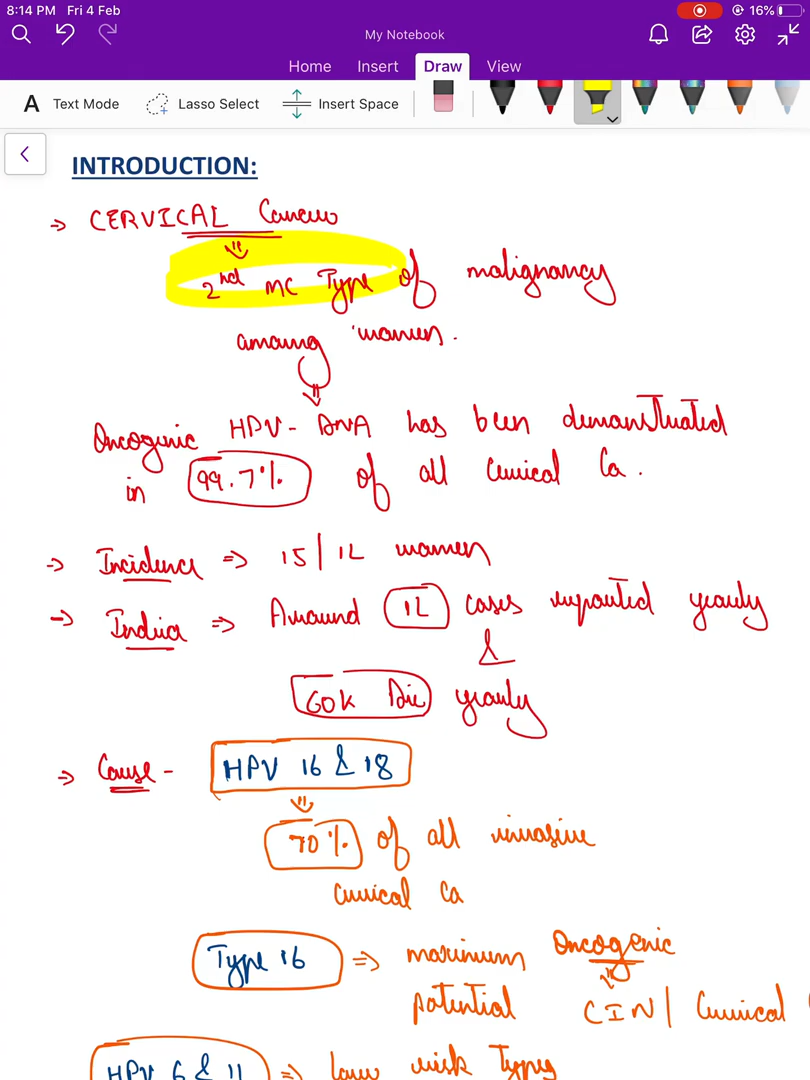 8:14 PM Fri 4 Feb
16%
My Notebook
Home Insert Draw View
A Text Mode Lasso Select Insert Space
INTRODUCTION:
⇒ CERVICAL Cancer
2nd MC Type of malignancy
among women.
Oncogenic HPV-DNA has been demonstrated
in 99.7% of all Cervical Ca.
→ Incidence ⇒ 15/1L women
→ India ⇒ Around 1L cases reported yearly
&
60K Die yearly
⇒ Cause - HPV 16 & 18
70% of all invasive
Cervical Ca
Type 16 ⇒ maximum Oncogenic
potential CIN / Cervical
HPV 6 & 11 ⇒ low risk Types